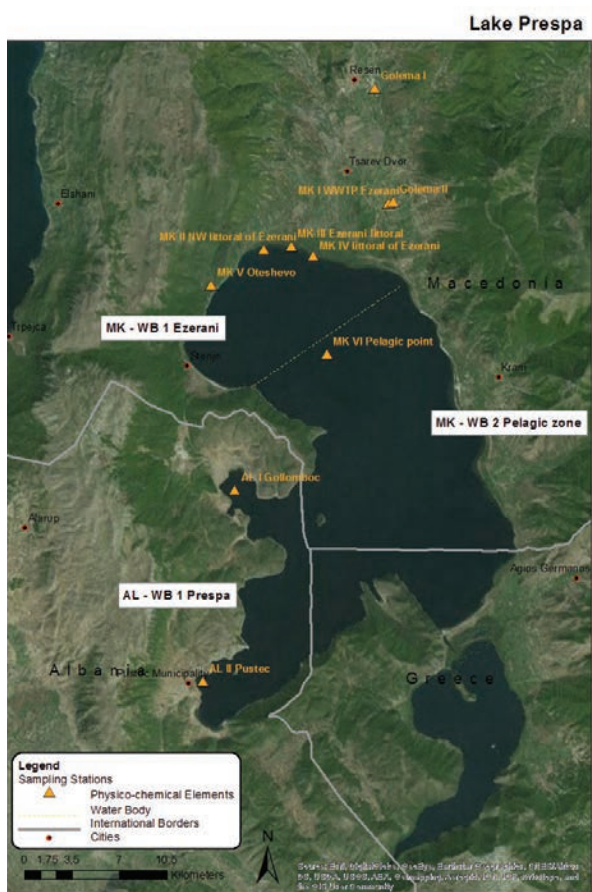 Lake Prespa
Resen
Golema I
Tsarev Dvor
Elshani
MK I WWTP Ezerani
Golema II
MK II NW littoral of Ezerani
MK III Ezerani littoral
MK IV littoral of Ezerani
MK V Oteshevo
Macedonia
Trpejca
MK - WB 1 Ezerani
MK VI Pelagic point
Stenje
Krani
MK - WB 2 Pelagic zone
AL I Gollomboc
Alarup
Agios Germanos
AL - WB 1 Prespa
Albania
Pustec Municipality
AL II Pustec
Greece
Legend
Sampling Stations
Physico-chemical Elements
Water Body
International Borders
Cities
N
0 1.75 3.5 7 10.5
Kilometers